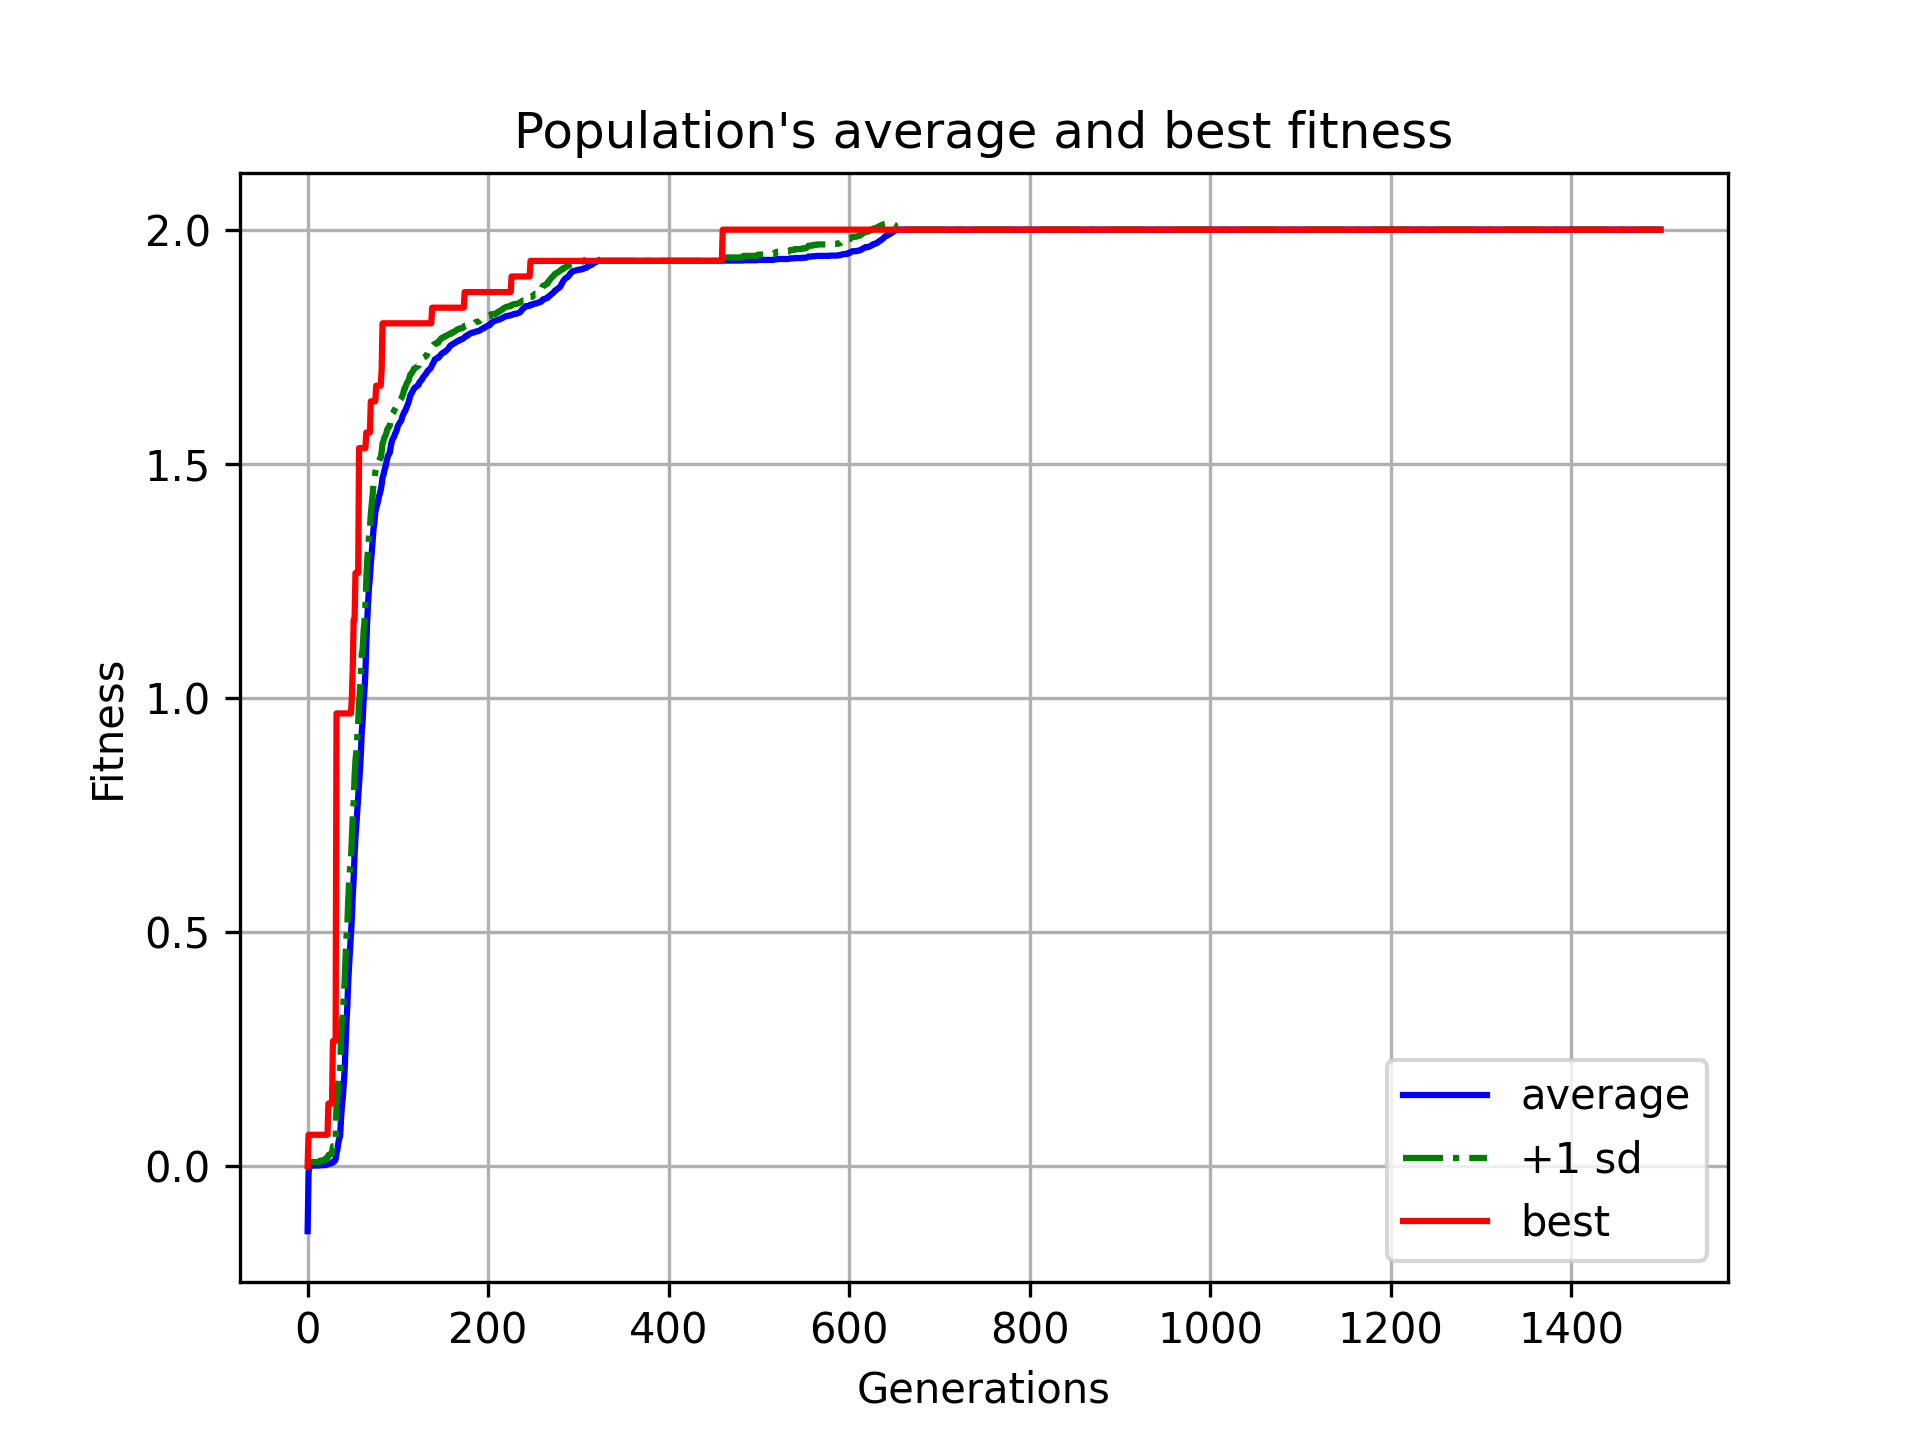 Population's average and best fitness
2.0
1.5
1.0
0.5
0.0
Fitness
0 200 400 600 800 1000 1200 1400
Generations
average
+1 sd
best